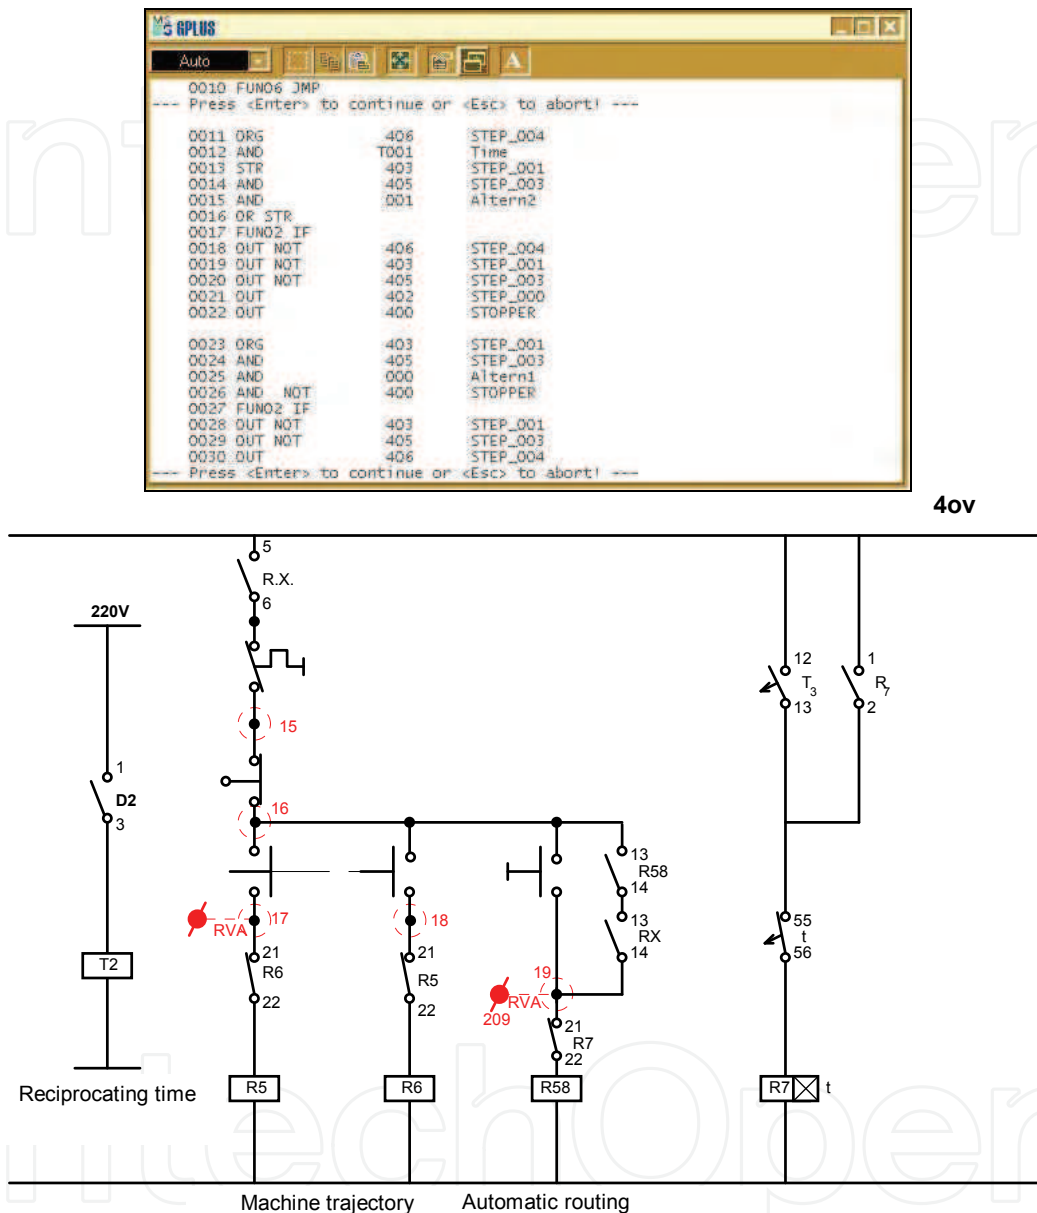 MS GPLUS
Auto
0010 FUN06 JMP
--- Press <Enter> to continue or <Esc> to abort! ---
0011 ORG 406 STEP_004
0012 AND T001 Time
0013 STR 403 STEP_001
0014 AND 405 STEP_003
0015 AND 001 Altern2
0016 OR STR
0017 FUN02 IF
0018 OUT NOT 406 STEP_004
0019 OUT NOT 403 STEP_001
0020 OUT NOT 405 STEP_003
0021 OUT 402 STEP_000
0022 OUT 400 STOPPER
0023 ORG 403 STEP_001
0024 AND 405 STEP_003
0025 AND 000 Altern1
0026 AND NOT 400 STOPPER
0027 FUN02 IF
0028 OUT NOT 403 STEP_001
0029 OUT NOT 405 STEP_003
0030 OUT 406 STEP_004
--- Press <Enter> to continue or <Esc> to abort! ---
4ov
5
R.X.
6
220V
12
T3
13
1
R7
2
15
1
D2
3
16
13
R58
14
17
RVA
18
13
RX
14
55
t
56
21
R6
22
21
R5
22
19
RVA
209
21
R7
22
T2
R5
R6
R58
R7
t
Reciprocating time
Machine trajectory
Automatic routing
IntechOpen
IntechOpen